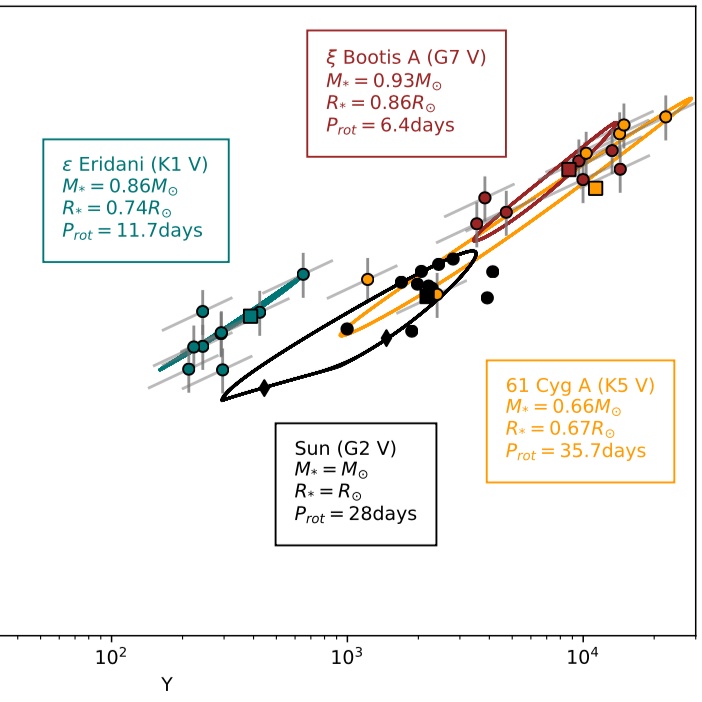 ξ Bootis A (G7 V)
M* = 0.93M⊙
R* = 0.86R⊙
Prot = 6.4days
ε Eridani (K1 V)
M* = 0.86M⊙
R* = 0.74R⊙
Prot = 11.7days
61 Cyg A (K5 V)
M* = 0.66M⊙
R* = 0.67R⊙
Prot = 35.7days
Sun (G2 V)
M* = M⊙
R* = R⊙
Prot = 28days
10² 10³ 10⁴
Y